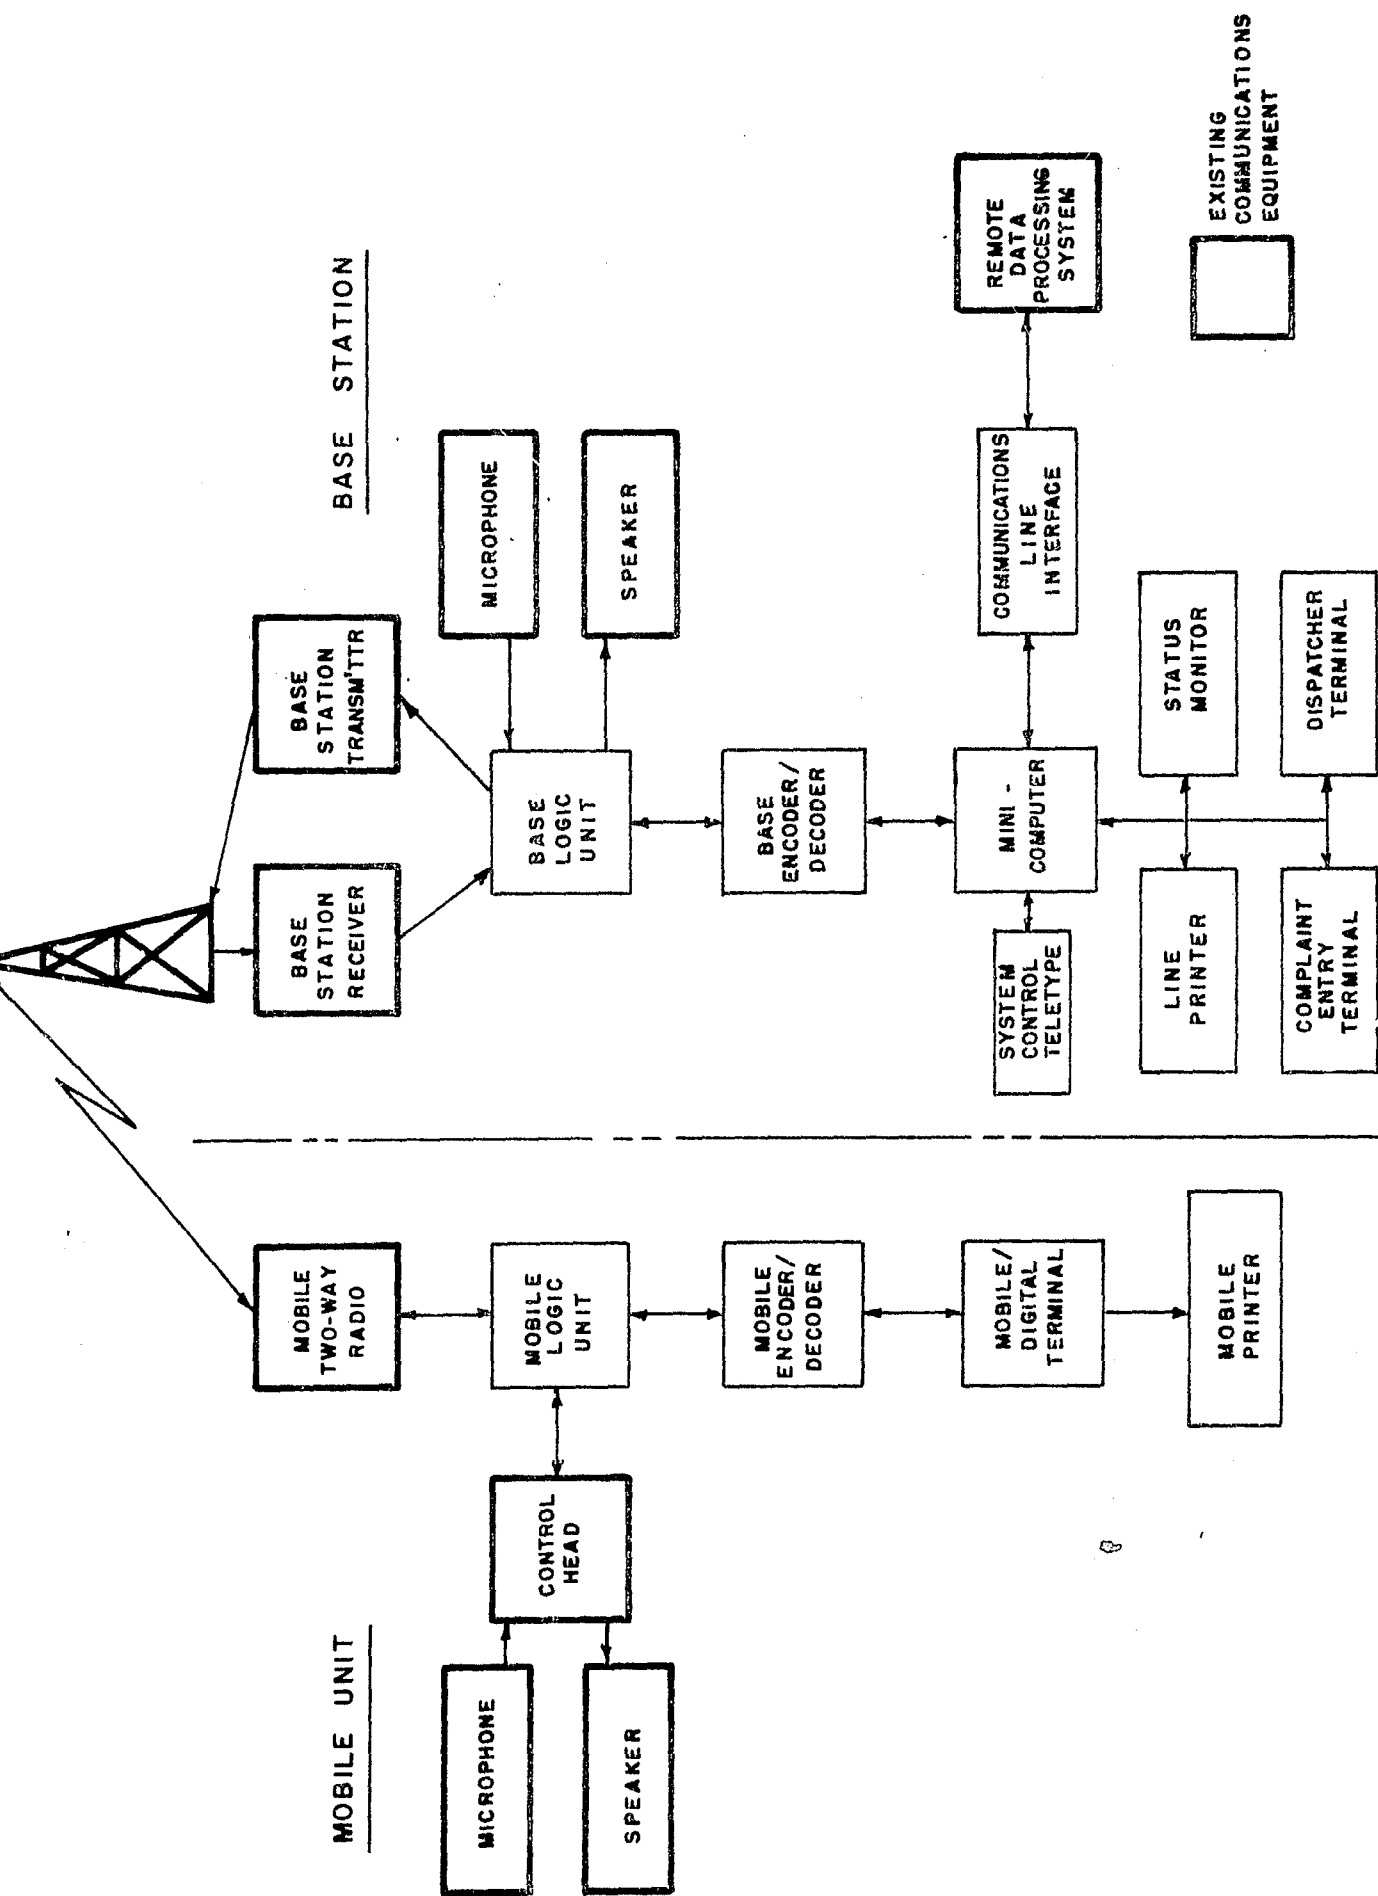 MOBILE UNIT
BASE STATION
MOBILE
TWO-WAY
RADIO
BASE
STATION
RECEIVER
BASE
STATION
TRANSM'TTR
MICROPHONE
SPEAKER
CONTROL
HEAD
MOBILE
LOGIC
UNIT
BASE
LOGIC
UNIT
MICROPHONE
SPEAKER
MOBILE
ENCODER/
DECODER
BASE
ENCODER/
DECODER
MOBILE/
DIGITAL
TERMINAL
SYSTEM
CONTROL
TELETYPE
MINI -
COMPUTER
COMMUNICATIONS
LINE
INTERFACE
REMOTE
DATA
PROCESSING
SYSTEM
MOBILE
PRINTER
LINE
PRINTER
STATUS
MONITOR
COMPLAINT
ENTRY
TERMINAL
DISPATCHER
TERMINAL
EXISTING
COMMUNICATIONS
EQUIPMENT